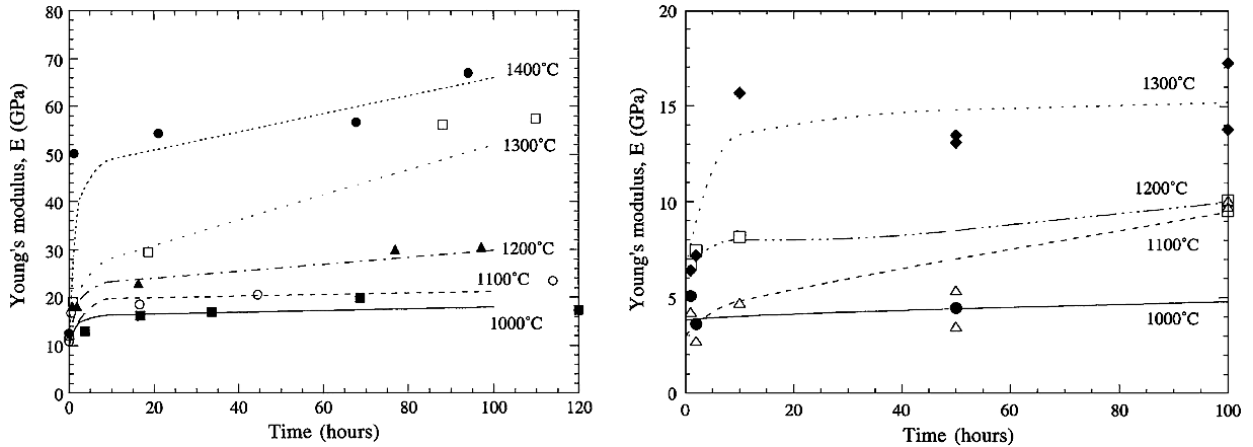 80
70
60
50
40
30
20
10
0
Young's modulus, E (GPa)
1400°C
1300°C
1200°C
1100°C
1000°C
0 20 40 60 80 100 120
Time (hours)
20
15
10
5
0
Young's modulus, E (GPa)
1300°C
1200°C
1100°C
1000°C
0 20 40 60 80 100
Time (hours)